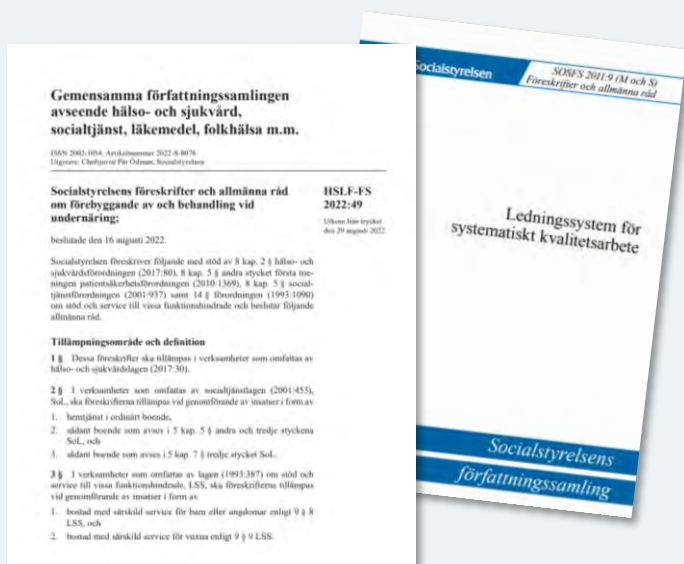 Gemensamma författningssamlingen
avseende hälso- och sjukvård,
socialtjänst, läkemedel, folkhälsa m.m.
ISSN 2002-1054, Artikelnummer 2022-8-8078
Utgivare: Chefsjurist Pär Ödman, Socialstyrelsen
Socialstyrelsens föreskrifter och allmänna råd
om förebyggande av och behandling vid
undernäring;
HSLF-FS
2022:49
Utkom från trycket
den 29 augusti 2022
beslutade den 16 augusti 2022.
Socialstyrelsen föreskriver följande med stöd av 8 kap. 2 § hälso- och
sjukvårdsförordningen (2017:80), 8 kap. 5 § andra stycket första me-
ningen patientsäkerhetsförordningen (2010:1369), 8 kap. 5 § social-
tjänstförordningen (2001:937) samt 14 § förordningen (1993:1090)
om stöd och service till vissa funktionshindrade och beslutar följande
allmänna råd.
Tillämpningsområde och definition
1 § Dessa föreskrifter ska tillämpas i verksamheter som omfattas av
hälso- och sjukvårdslagen (2017:30).
2 § I verksamheter som omfattas av socialtjänstlagen (2001:453),
SoL, ska föreskrifterna tillämpas vid genomförande av insatser i form av
1. hemtjänst i ordinärt boende,
2. sådant boende som avses i 5 kap. 5 § andra och tredje styckena
SoL, och
3. sådant boende som avses i 5 kap. 7 § tredje stycket SoL.
3 § I verksamheter som omfattas av lagen (1993:387) om stöd och
service till vissa funktionshindrade, LSS, ska föreskrifterna tillämpas
vid genomförande av insatser i form av
1. bostad med särskild service för barn eller ungdomar enligt 9 § 8
LSS, och
2. bostad med särskild service för vuxna enligt 9 § 9 LSS.
Socialstyrelsen
SOSFS 2011:9 (M och S)
Föreskrifter och allmänna råd
Ledningssystem för
systematiskt kvalitetsarbete
Socialstyrelsens
författningssamling